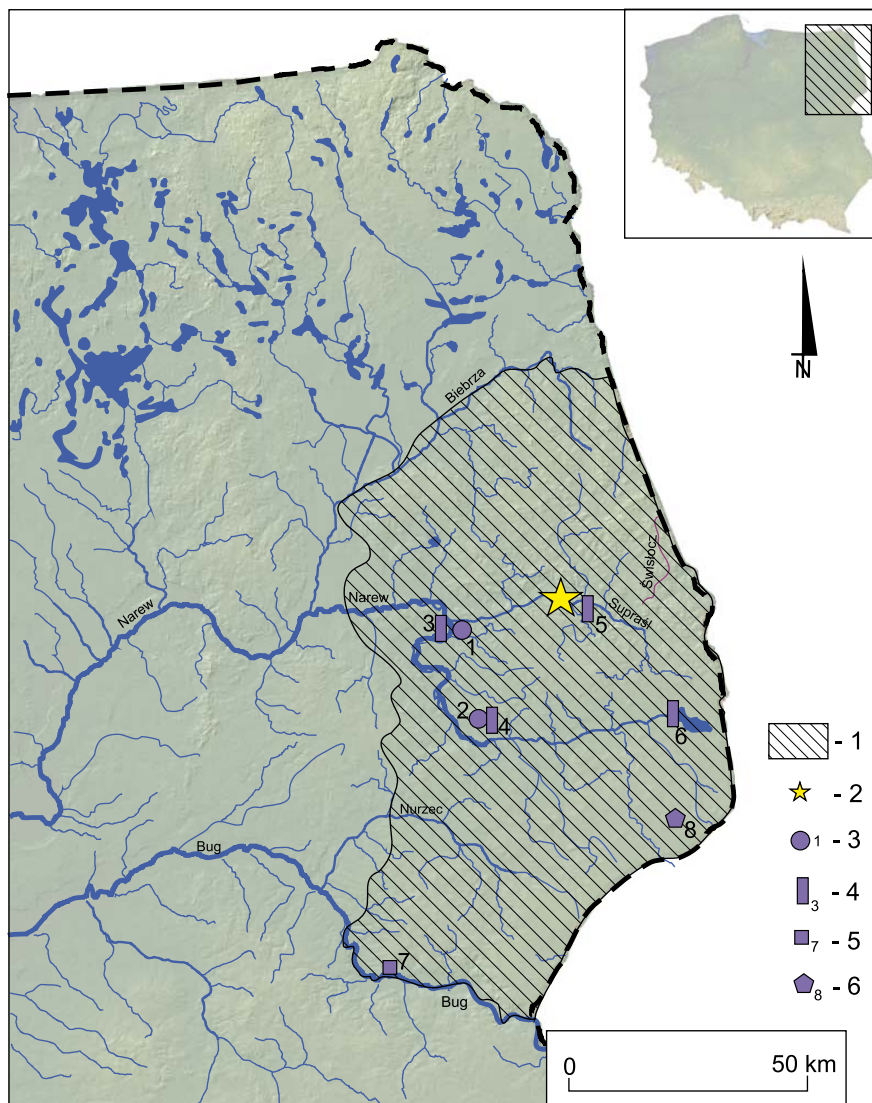 N
Biebrza
Świsłocz
Narew
Narew
Supraśl
3
1
5
2
4
6
Nurzec
8
Bug
7
Bug
- 1
- 2
1 - 3
3 - 4
7 - 5
8 - 6
0 50 km